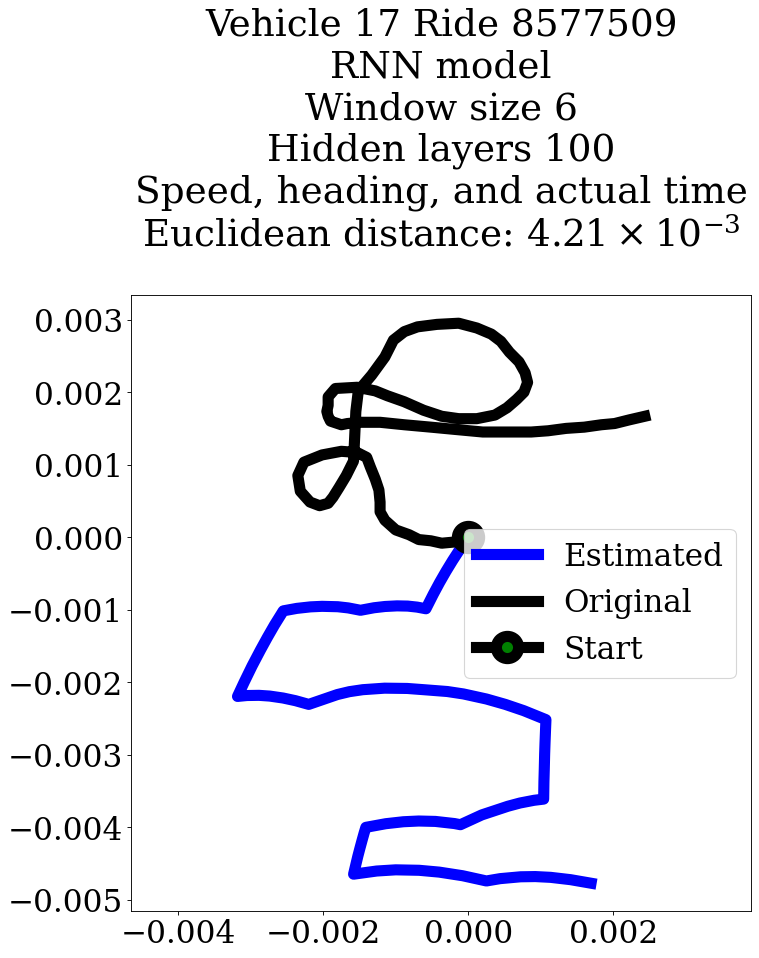 Vehicle 17 Ride 8577509
RNN model
Window size 6
Hidden layers 100
Speed, heading, and actual time
Euclidean distance: 4.21 × 10⁻³
0.003
0.002
0.001
0.000
−0.001
−0.002
−0.003
−0.004
−0.005
Estimated
Original
Start
−0.004 −0.002 0.000 0.002